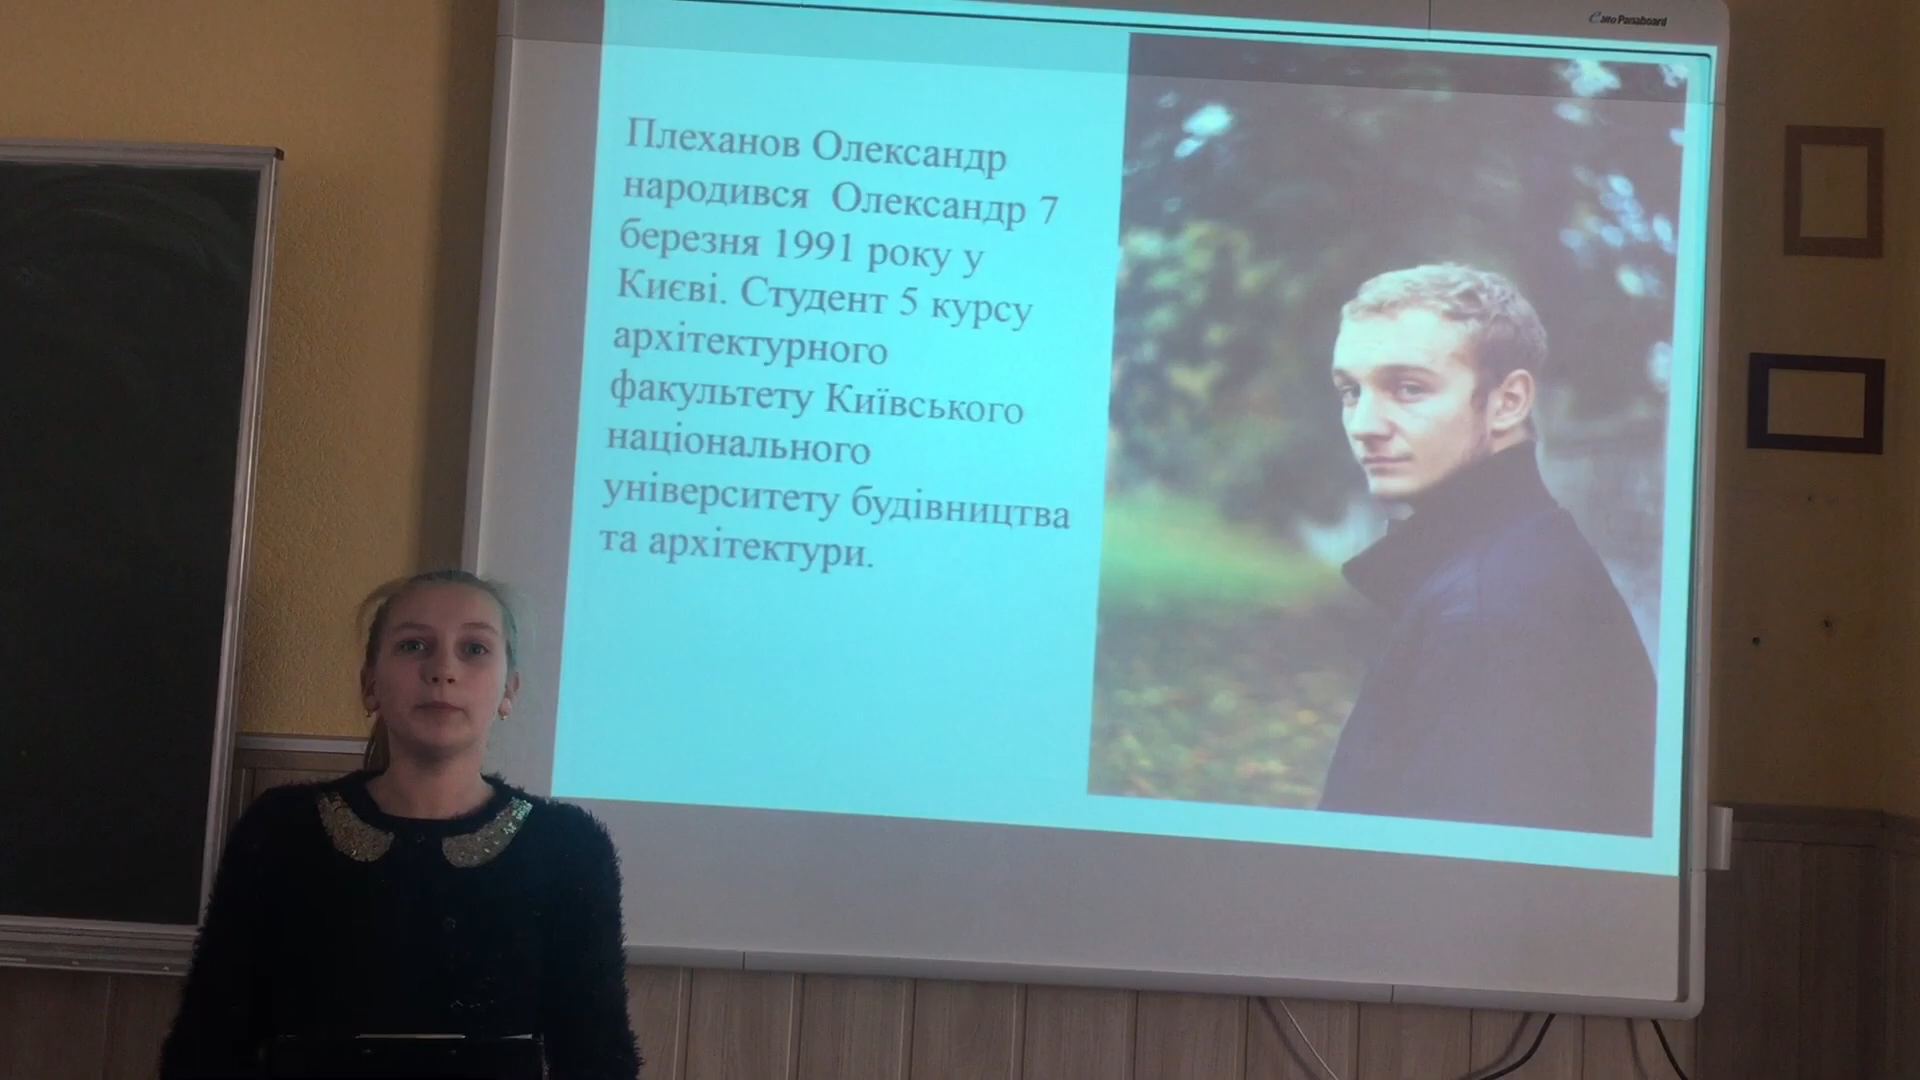 Panaboard
Плеханов Олександр
народився Олександр 7
березня 1991 року у
Києві. Студент 5 курсу
архітектурного
факультету Київського
національного
університету будівництва
та архітектури.